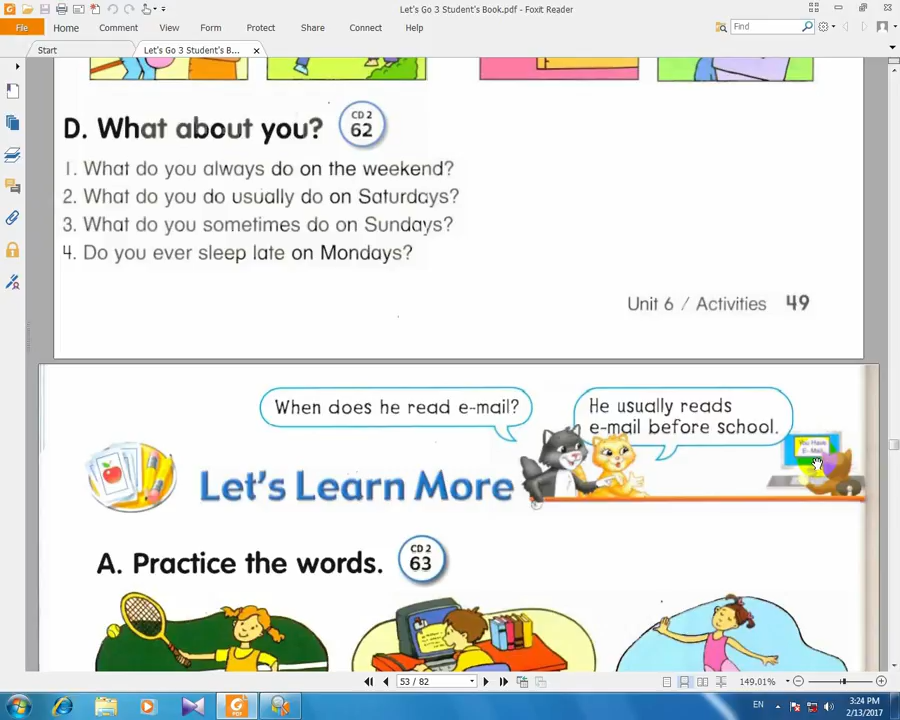 Let's Go 3 Student's Book.pdf - Foxit Reader
File Home Comment View Form Protect Share Connect Help Find
Start Let's Go 3 Student's B...
D. What about you? CD 2 62
1. What do you always do on the weekend?
2. What do you do usually do on Saturdays?
3. What do you sometimes do on Sundays?
4. Do you ever sleep late on Mondays?
Unit 6 / Activities 49
When does he read e-mail?
He usually reads
e-mail before school.
You Have
E-Mail
Let's Learn More
A. Practice the words. CD 2 63
53 / 82 149.01%
EN 3:24 PM
2/13/2017